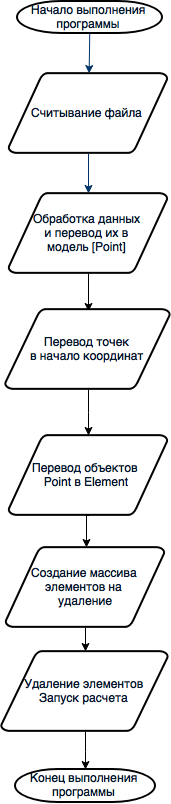 Начало выполнения
программы
Считывание файла
Обработка данных
и перевод их в
модель [Point]
Перевод точек
в начало координат
Перевод объектов
Point в Element
Создание массива
элементов на
удаление
Удаление элементов
Запуск расчета
Конец выполнения
программы